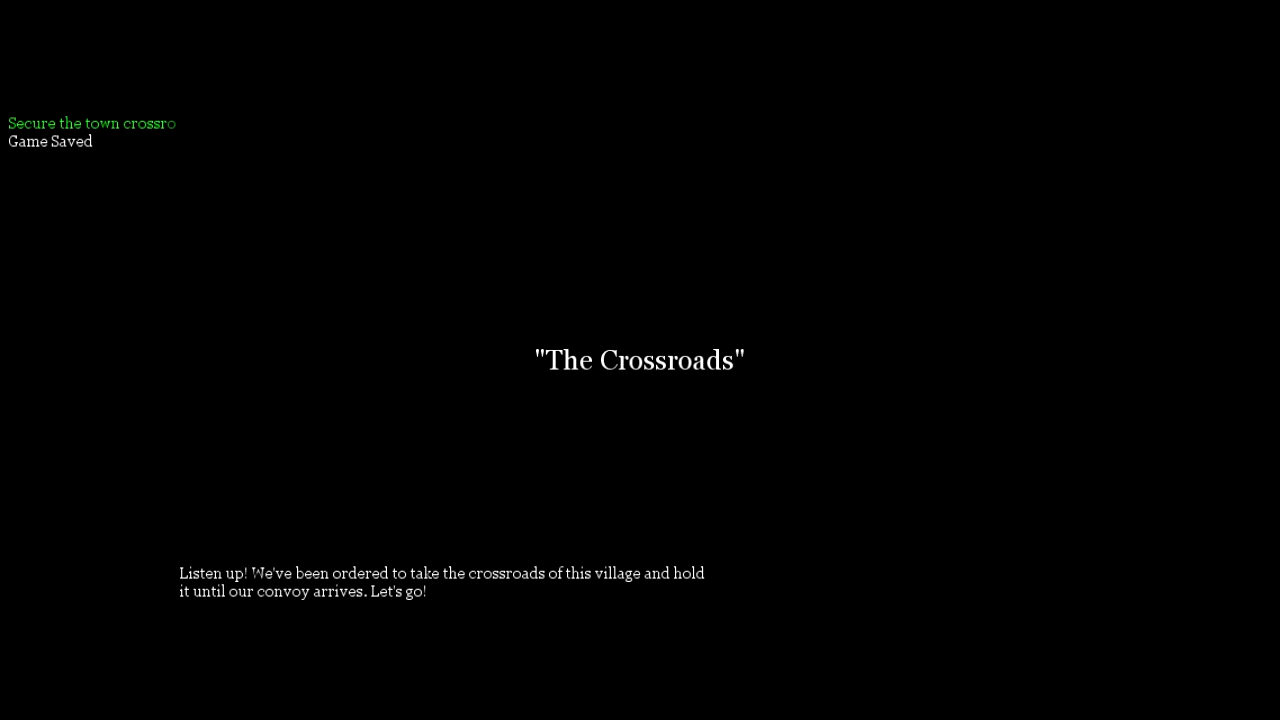 Secure the town crossro
Game Saved
"The Crossroads"
Listen up! We've been ordered to take the crossroads of this village and hold
it until our convoy arrives. Let's go!